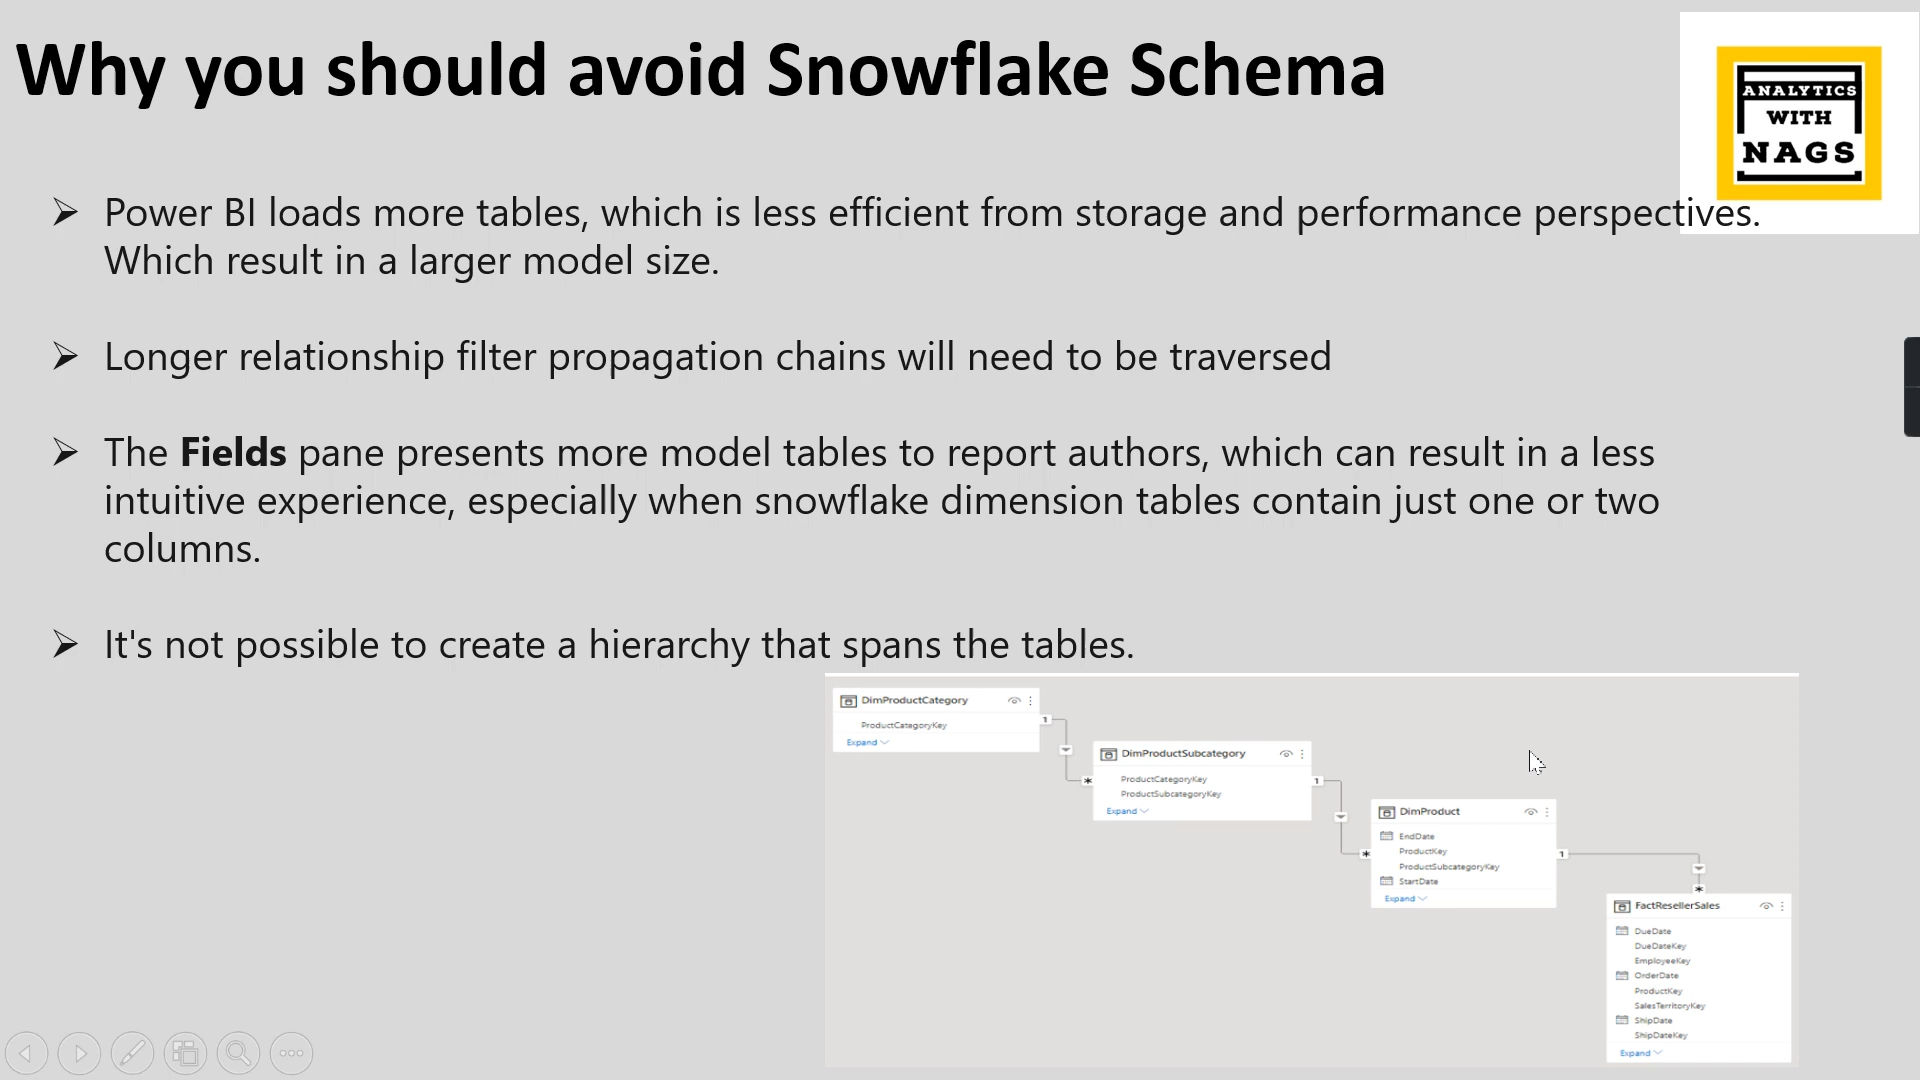 Why you should avoid Snowflake Schema
ANALYTICS
WITH
NAGS
Power BI loads more tables, which is less efficient from storage and performance perspectives.
Which result in a larger model size.
Longer relationship filter propagation chains will need to be traversed
The Fields pane presents more model tables to report authors, which can result in a less
intuitive experience, especially when snowflake dimension tables contain just one or two
columns.
It's not possible to create a hierarchy that spans the tables.
DimProductCategory
ProductCategoryKey
Expand
1
*
DimProductSubcategory
ProductCategoryKey
ProductSubcategoryKey
Expand
1
*
DimProduct
EndDate
ProductKey
ProductSubcategoryKey
StartDate
Expand
1
*
FactResellerSales
DueDate
DueDateKey
EmployeeKey
OrderDate
ProductKey
SalesTerritoryKey
ShipDate
ShipDateKey
Expand